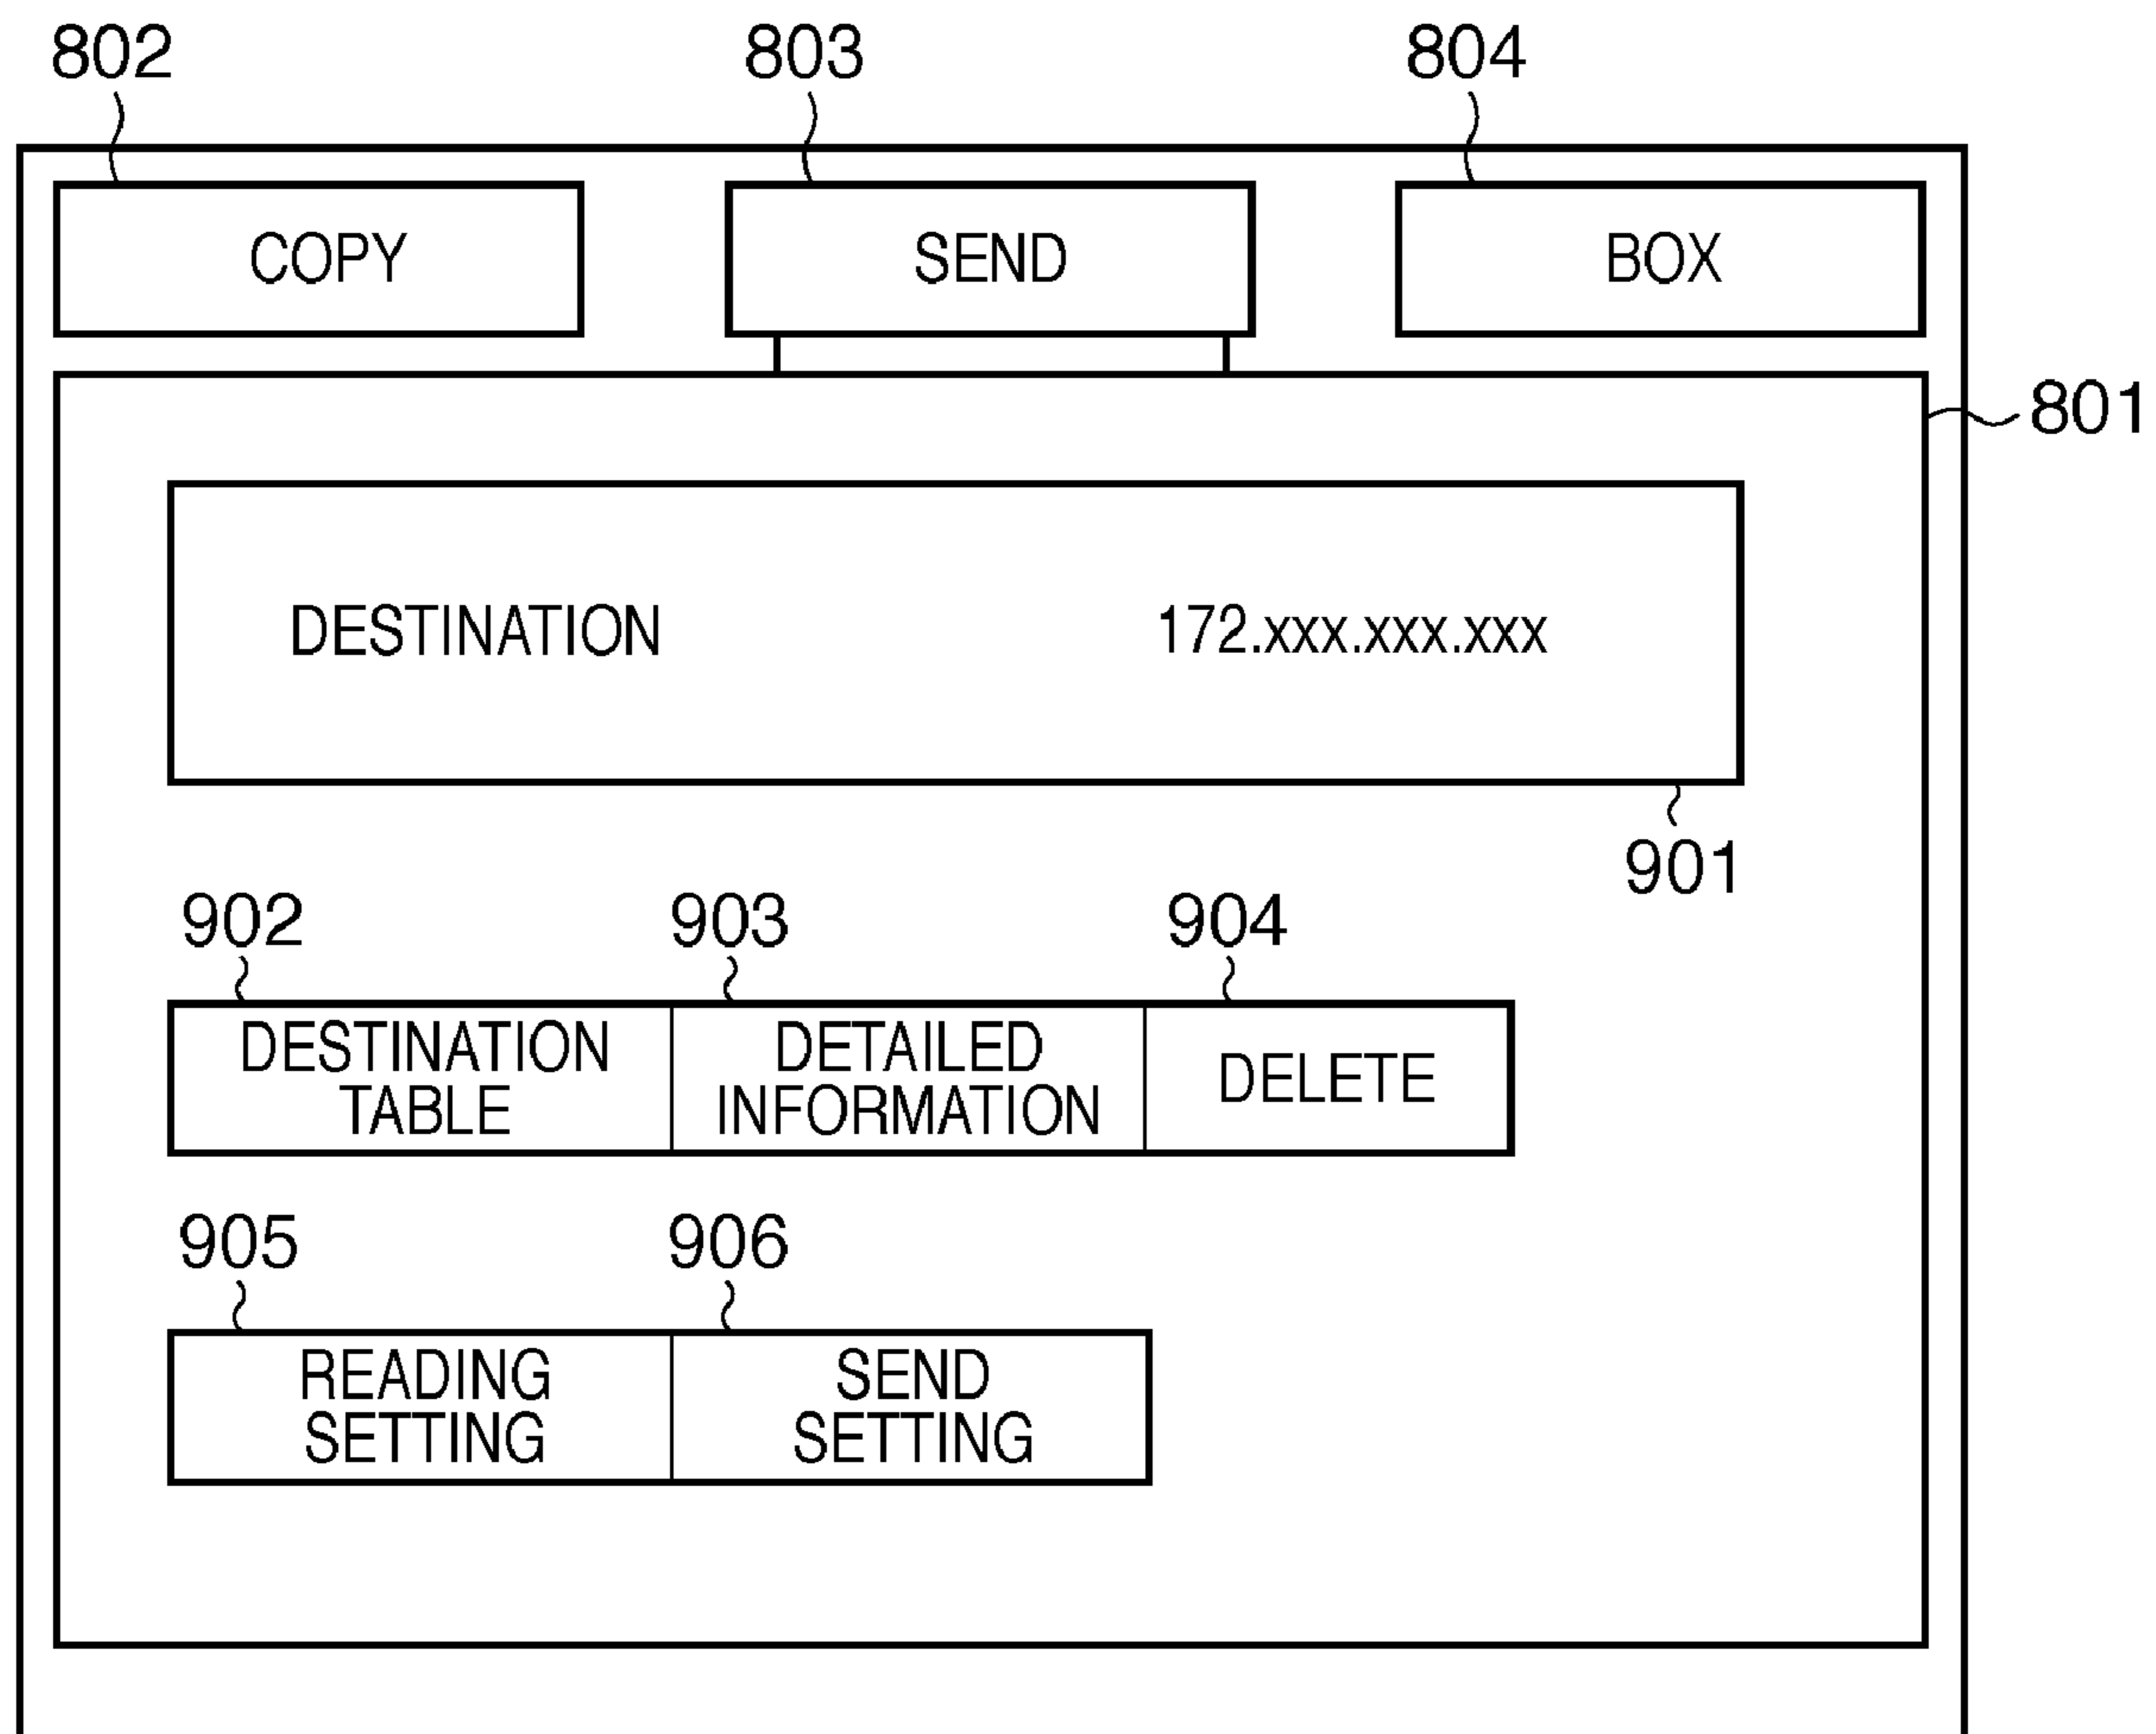 802 803 804
COPY SEND BOX
801
DESTINATION 172.xxx.xxx.xxx
901
902 903 904
DESTINATION TABLE
DETAILED INFORMATION
DELETE
905 906
READING SETTING
SEND SETTING